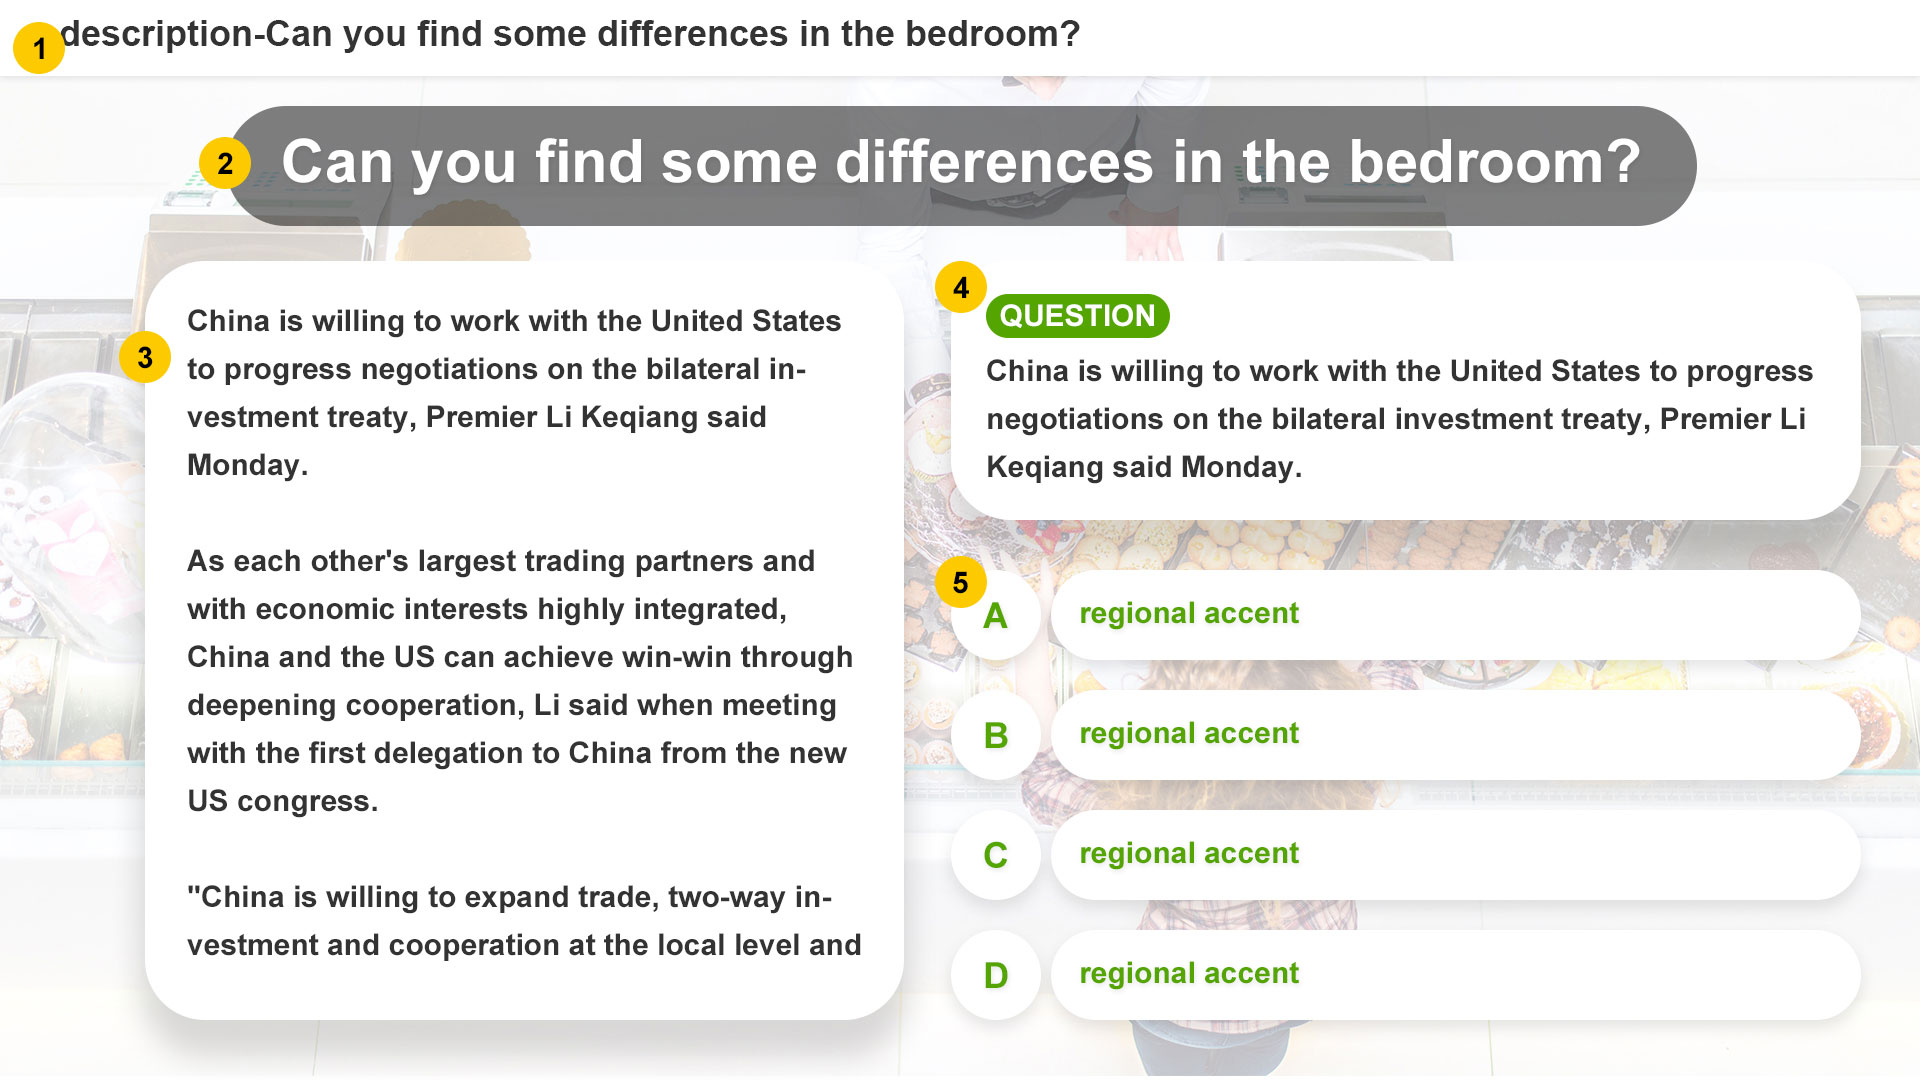 1 description-Can you find some differences in the bedroom?
2 Can you find some differences in the bedroom?
3
China is willing to work with the United States
to progress negotiations on the bilateral in-
vestment treaty, Premier Li Keqiang said
Monday.
As each other's largest trading partners and
with economic interests highly integrated,
China and the US can achieve win-win through
deepening cooperation, Li said when meeting
with the first delegation to China from the new
US congress.
"China is willing to expand trade, two-way in-
vestment and cooperation at the local level and
4
QUESTION
China is willing to work with the United States to progress
negotiations on the bilateral investment treaty, Premier Li
Keqiang said Monday.
5
A regional accent
B regional accent
C regional accent
D regional accent